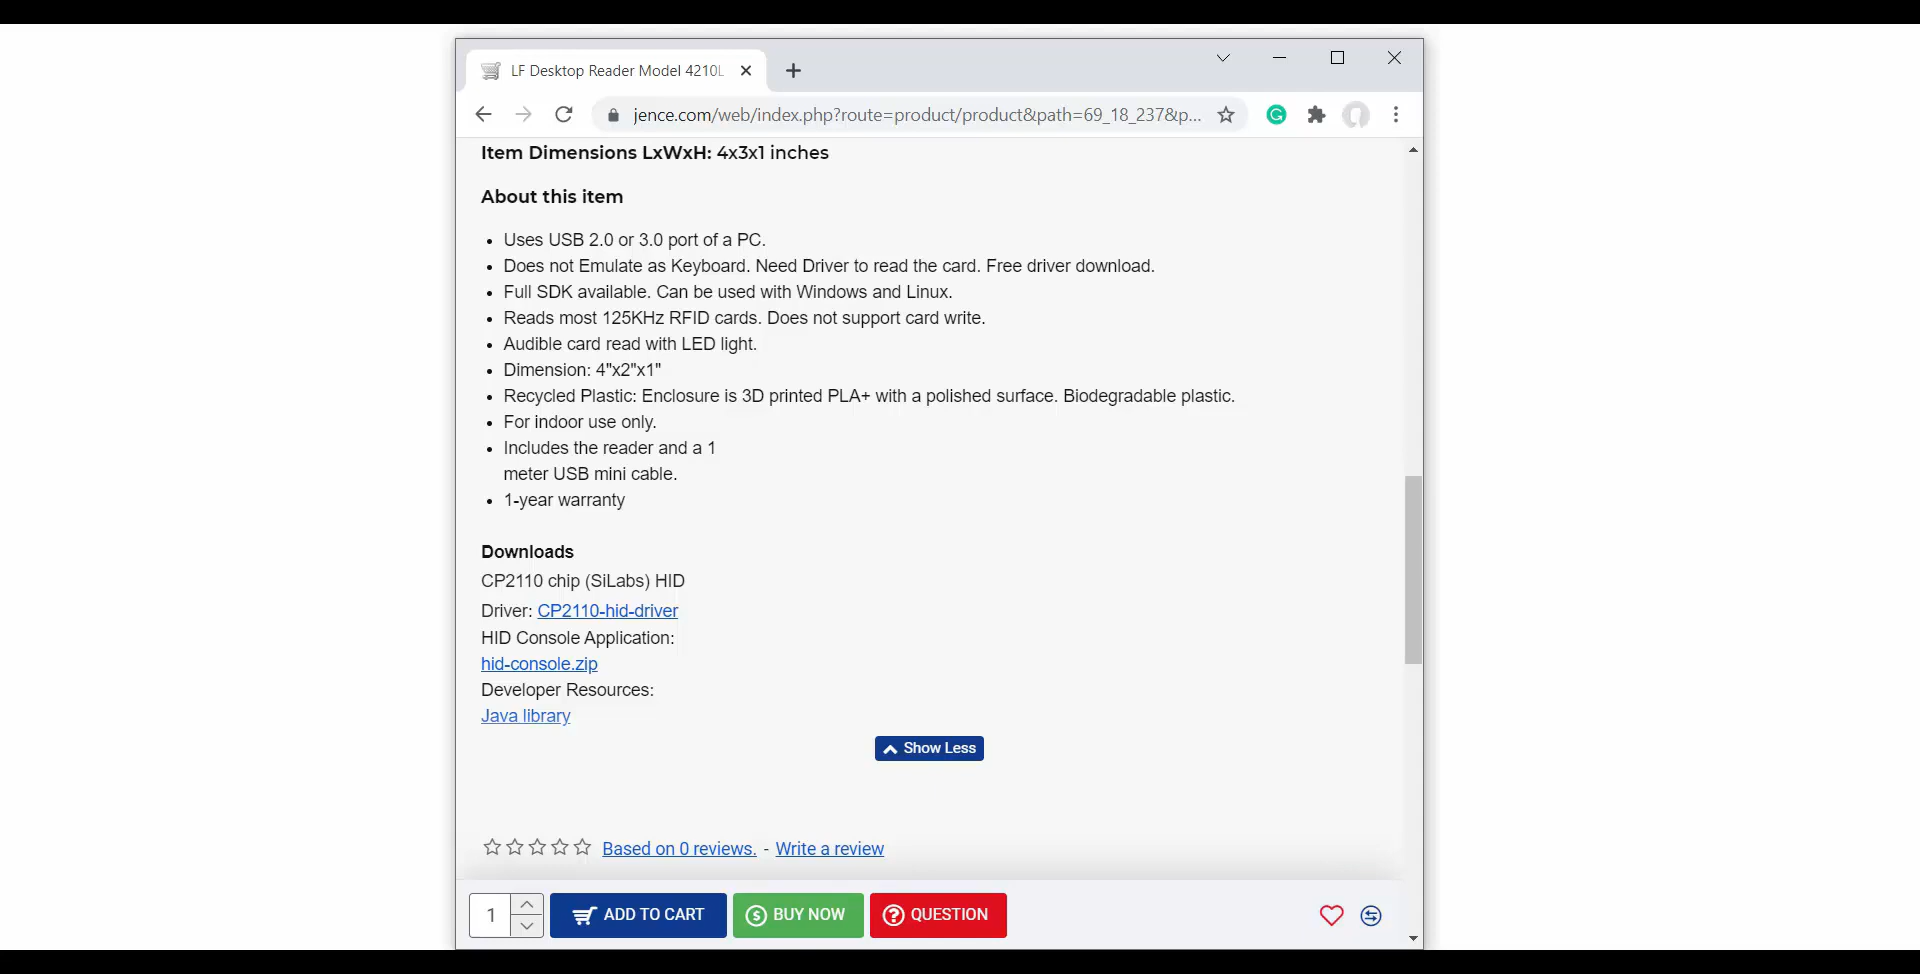 LF Desktop Reader Model 4210L
jence.com/web/index.php?route=product/product&path=69_18_237&p...
Item Dimensions LxWxH: 4x3x1 inches
About this item
• Uses USB 2.0 or 3.0 port of a PC.
• Does not Emulate as Keyboard. Need Driver to read the card. Free driver download.
• Full SDK available. Can be used with Windows and Linux.
• Reads most 125KHz RFID cards. Does not support card write.
• Audible card read with LED light.
• Dimension: 4"x2"x1"
• Recycled Plastic: Enclosure is 3D printed PLA+ with a polished surface. Biodegradable plastic.
• For indoor use only.
• Includes the reader and a 1
meter USB mini cable.
• 1-year warranty
Downloads
CP2110 chip (SiLabs) HID
Driver: CP2110-hid-driver
HID Console Application:
hid-console.zip
Developer Resources:
Java library
Show Less
Based on 0 reviews. - Write a review
1 ADD TO CART BUY NOW QUESTION